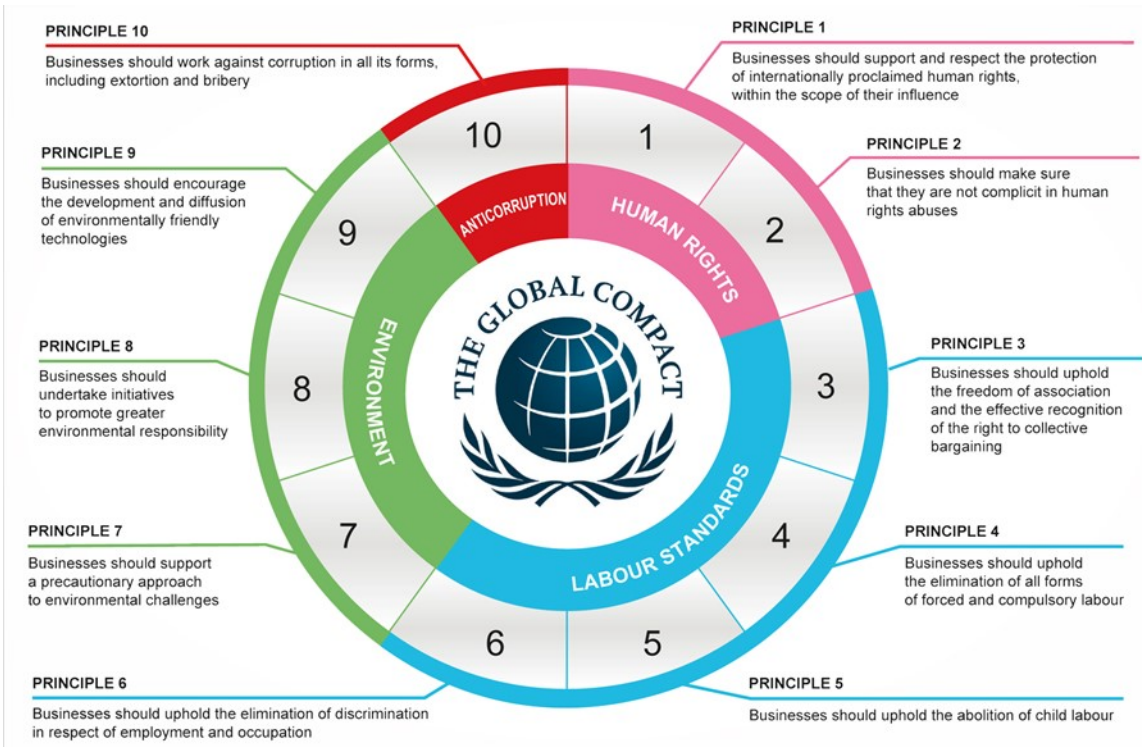 PRINCIPLE 10
Businesses should work against corruption in all its forms,
including extortion and bribery
PRINCIPLE 1
Businesses should support and respect the protection
of internationally proclaimed human rights,
within the scope of their influence
PRINCIPLE 2
Businesses should make sure
that they are not complicit in human
rights abuses
PRINCIPLE 3
Businesses should uphold
the freedom of association
and the effective recognition
of the right to collective
bargaining
PRINCIPLE 4
Businesses should uphold
the elimination of all forms
of forced and compulsory labour
PRINCIPLE 5
Businesses should uphold the abolition of child labour
PRINCIPLE 6
Businesses should uphold the elimination of discrimination
in respect of employment and occupation
PRINCIPLE 7
Businesses should support
a precautionary approach
to environmental challenges
PRINCIPLE 8
Businesses should
undertake initiatives
to promote greater
environmental responsibility
PRINCIPLE 9
Businesses should encourage
the development and diffusion
of environmentally friendly
technologies
1
2
3
4
5
6
7
8
9
10
HUMAN RIGHTS
LABOUR STANDARDS
ENVIRONMENT
ANTICORRUPTION
THE GLOBAL COMPACT